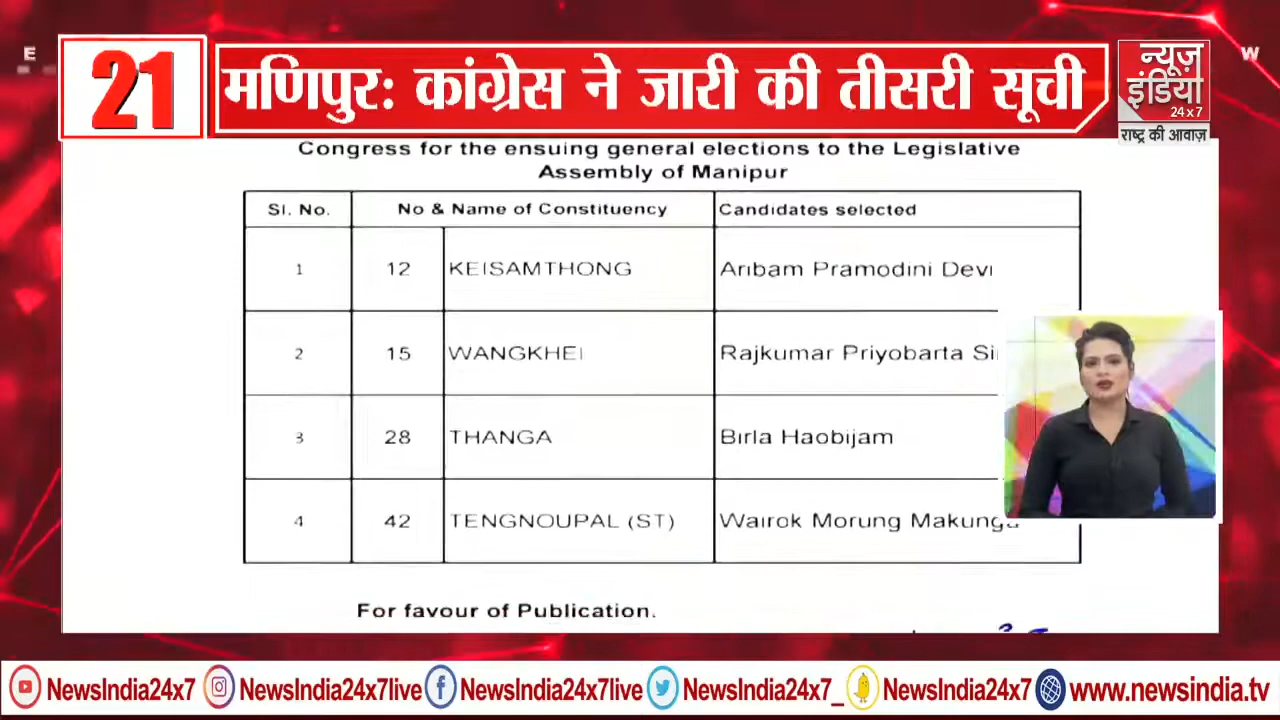 E
W
21
मणिपुर: कांग्रेस ने जारी की तीसरी सूची
न्यूज़
इंडिया
24x7
राष्ट्र की आवाज़
Congress for the ensuing general elections to the Legislative
Assembly of Manipur
Sl. No. No & Name of Constituency Candidates selected
1 12 KEISAMTHONG Aribam Pramodini Devi
2 15 WANGKHEI Rajkumar Priyobarta
3 28 THANGA Birla Haobijam
4 42 TENGNOUPAL (ST) Wairok Morung Makunga
For favour of Publication.
NewsIndia24x7 NewsIndia24x7live NewsIndia24x7live NewsIndia24x7_ NewsIndia24x7 www.newsindia.tv